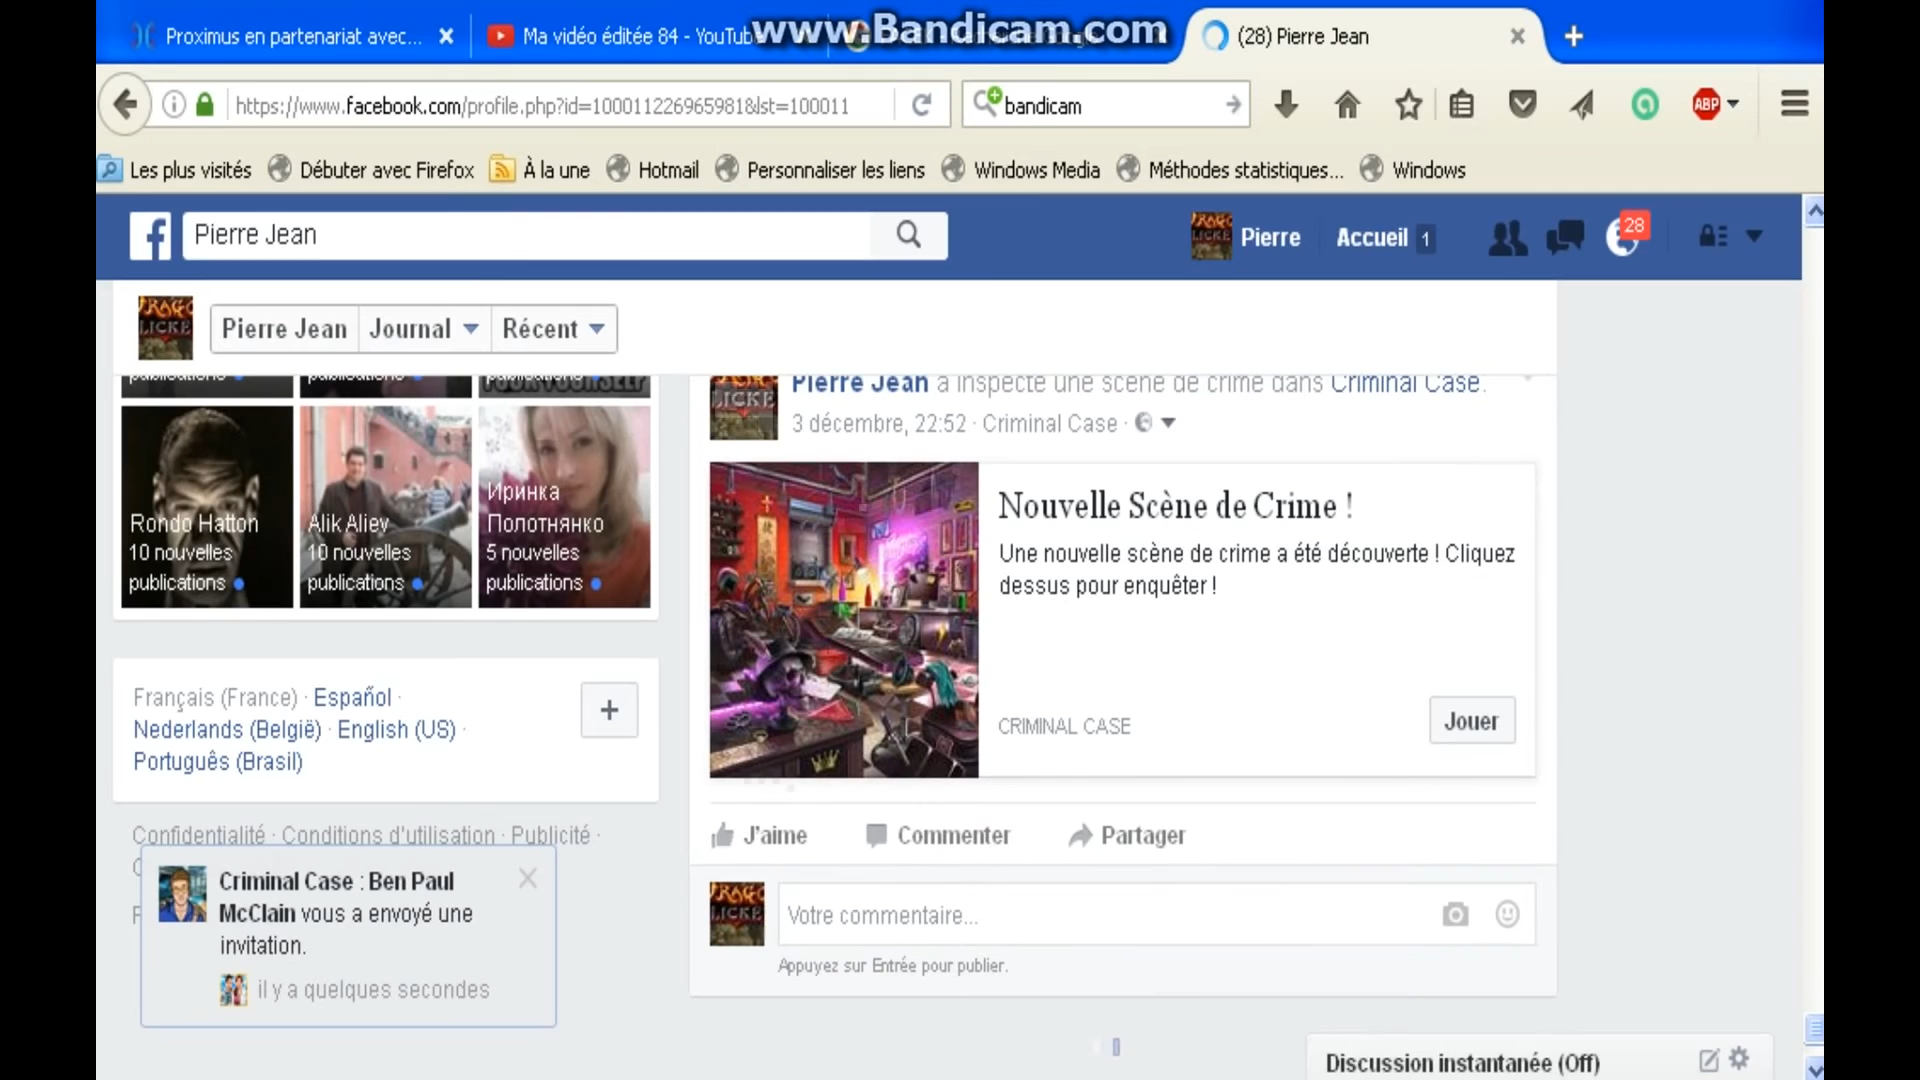 Proximus en partenariat avec...
Ma vidéo éditée 84 - YouTube
www.Bandicam.com
(28) Pierre Jean
https://www.facebook.com/profile.php?id=100011226965981&lst=100011
bandicam
ABP
Les plus visités
Débuter avec Firefox
À la une
Hotmail
Personnaliser les liens
Windows Media
Méthodes statistiques...
Windows
Pierre Jean
Pierre
Accueil 1
28
Pierre Jean
Journal
Récent
publications
publications
publications
Pierre Jean a inspecté une scène de crime dans Criminal Case.
3 décembre, 22:52 · Criminal Case ·
Rondo Hatton
10 nouvelles
publications
Alik Aliev
10 nouvelles
publications
Иринка
Полотнянко
5 nouvelles
publications
Nouvelle Scène de Crime !
Une nouvelle scène de crime a été découverte ! Cliquez
dessus pour enquêter !
CRIMINAL CASE
Jouer
Français (France) · Español ·
Nederlands (België) · English (US) ·
Português (Brasil)
Confidentialité · Conditions d'utilisation · Publicité ·
J'aime
Commenter
Partager
Criminal Case : Ben Paul
McClain vous a envoyé une
invitation.
il y a quelques secondes
Votre commentaire...
Appuyez sur Entrée pour publier.
Discussion instantanée (Off)